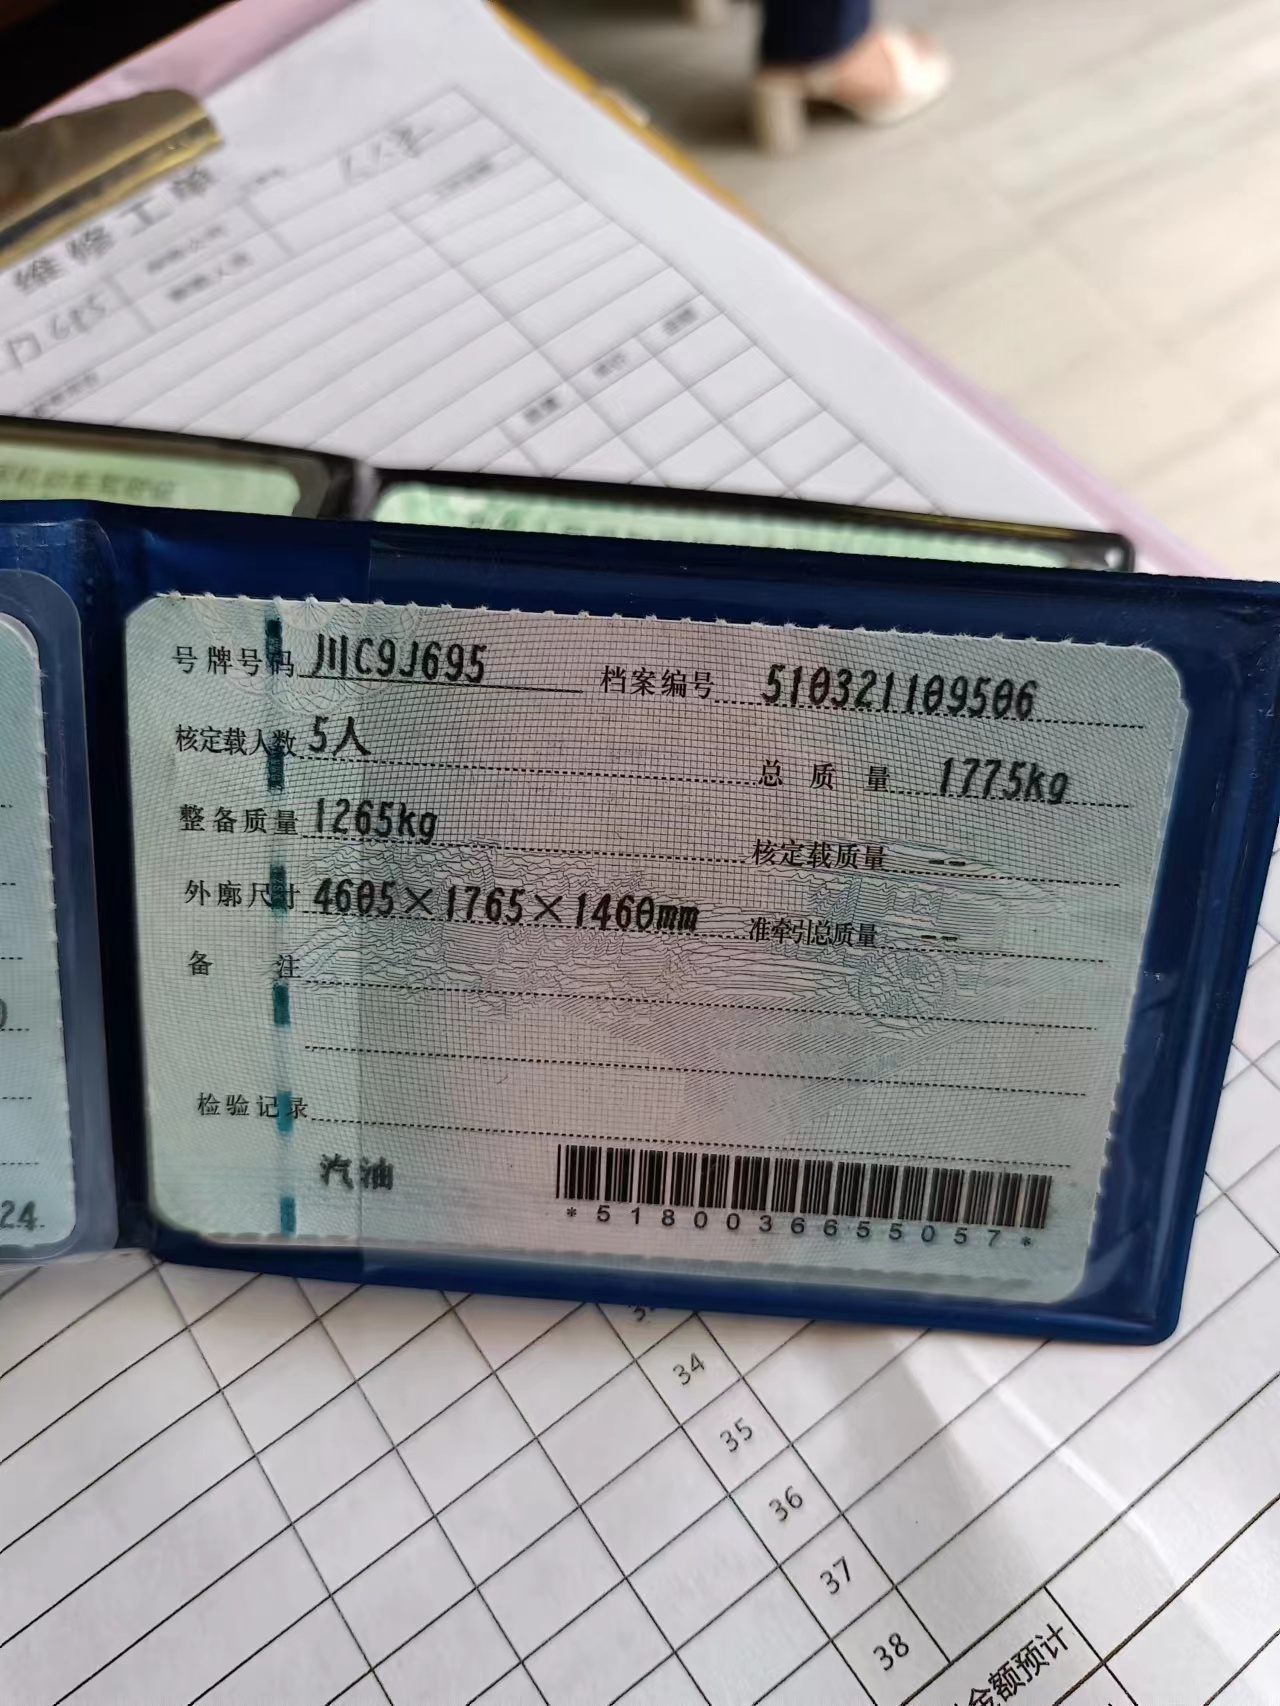 维修工单
号牌号码 川C9J695 档案编号 510321109506
核定载人数 5人 总质量 1775kg
整备质量 1265kg 核定载质量 --
外廓尺寸 4605×1765×1460mm 准牵引总质量 --
备注
检验记录
汽油
*5180036655057*
24.
34
35
36
37
38
金额预计